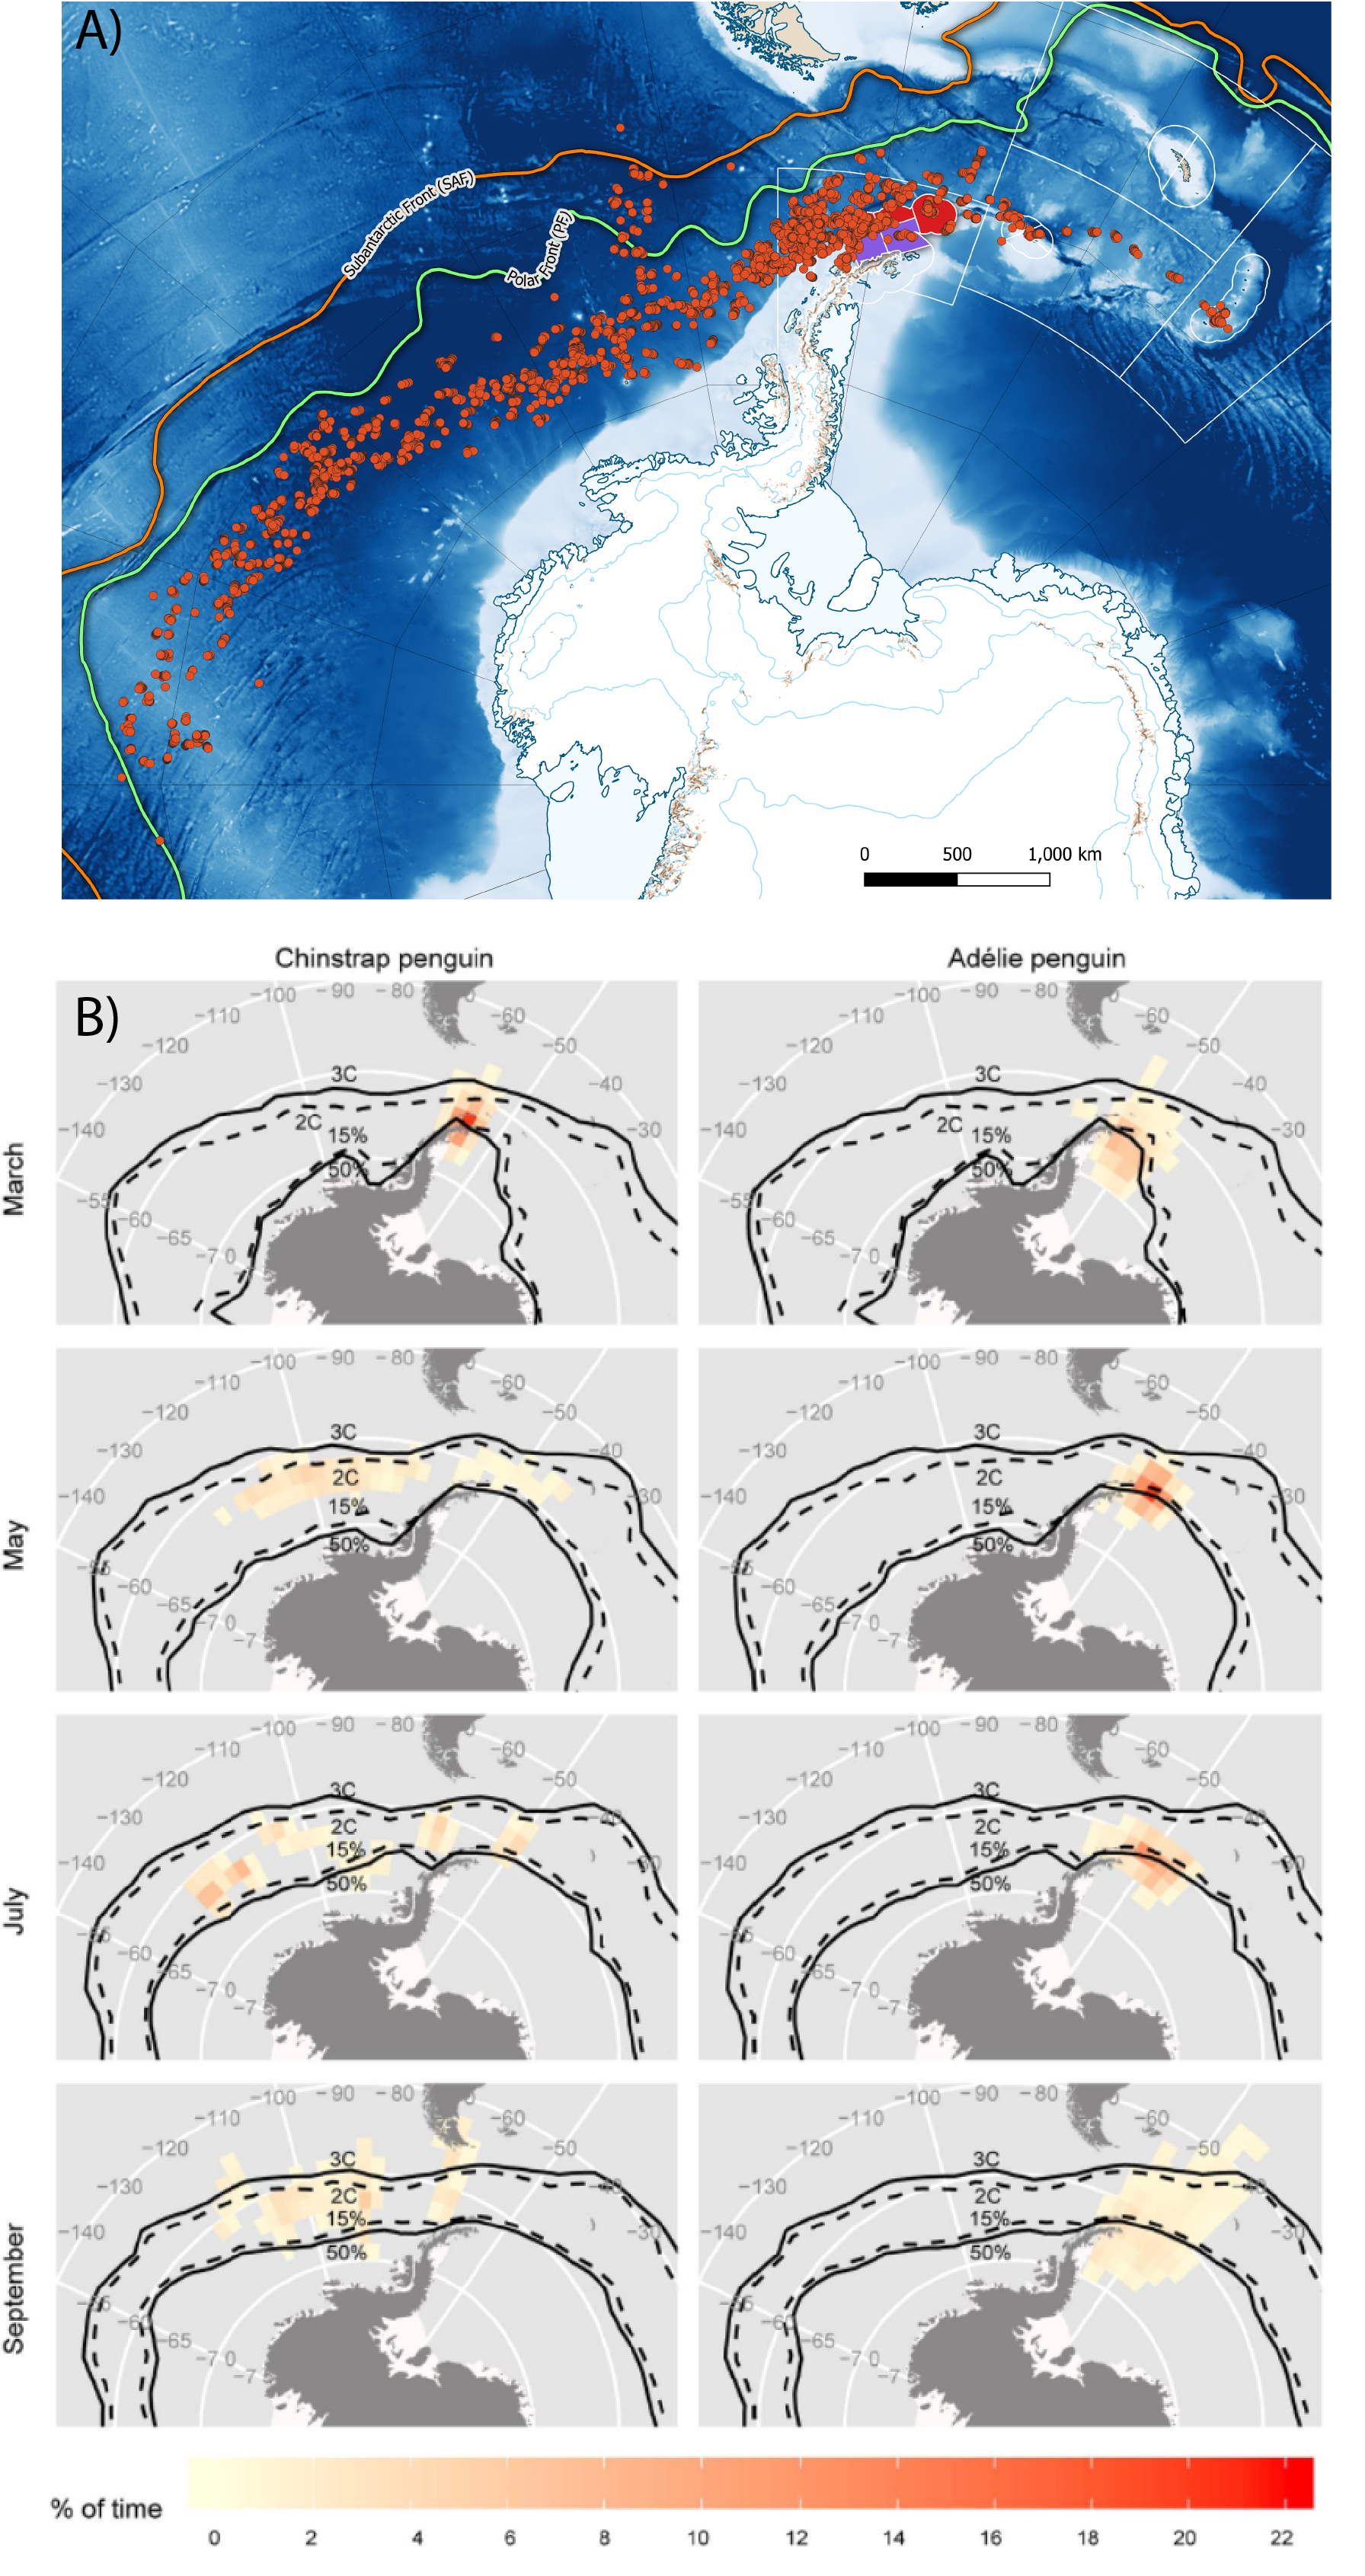 A)
Subantarctic Front (SAF)
Polar Front (PF)
0 500 1,000 km
Chinstrap penguin Adélie penguin
B)
March
−100 −90 −80 0 −60
−110 −50
−120 −40
−130 −30
−140
3C
2C
15%
50%
−55
−60
−65
−70
−100 −90 −80 0 −60
−110 −50
−120 −40
−130 −30
−140
3C
2C
15%
50%
−55
−60
−65
−70
May
−100 −90 −80 0 −60
−110 −50
−120 −40
−130 −30
−140
3C
2C
15%
50%
−55
−60
−65
−70
−7
−100 −90 −80 0 −60
−110 −50
−120 −40
−130 −30
−140
3C
2C
15%
50%
−55
−60
−65
−70
−7
July
−100 −90 −80 −60
−110 −50
−120 −40
−130 −30
−140
3C
2C
15%
50%
−55
−60
−65
−70
−7
−100 −90 −80 −60
−110 −50
−120 −40
−130 −30
−140
3C
2C
15%
50%
−55
−60
−65
−70
−7
September
−100 −90 −80 −60
−110 −50
−120 −40
−130 −30
−140
3C
2C
15%
50%
−55
−60
−65
−70
−7
−100 −90 −80 −60
−110 −50
−120 −40
−130 −30
−140
3C
2C
15%
50%
−55
−60
−65
−70
−7
% of time
0 2 4 6 8 10 12 14 16 18 20 22